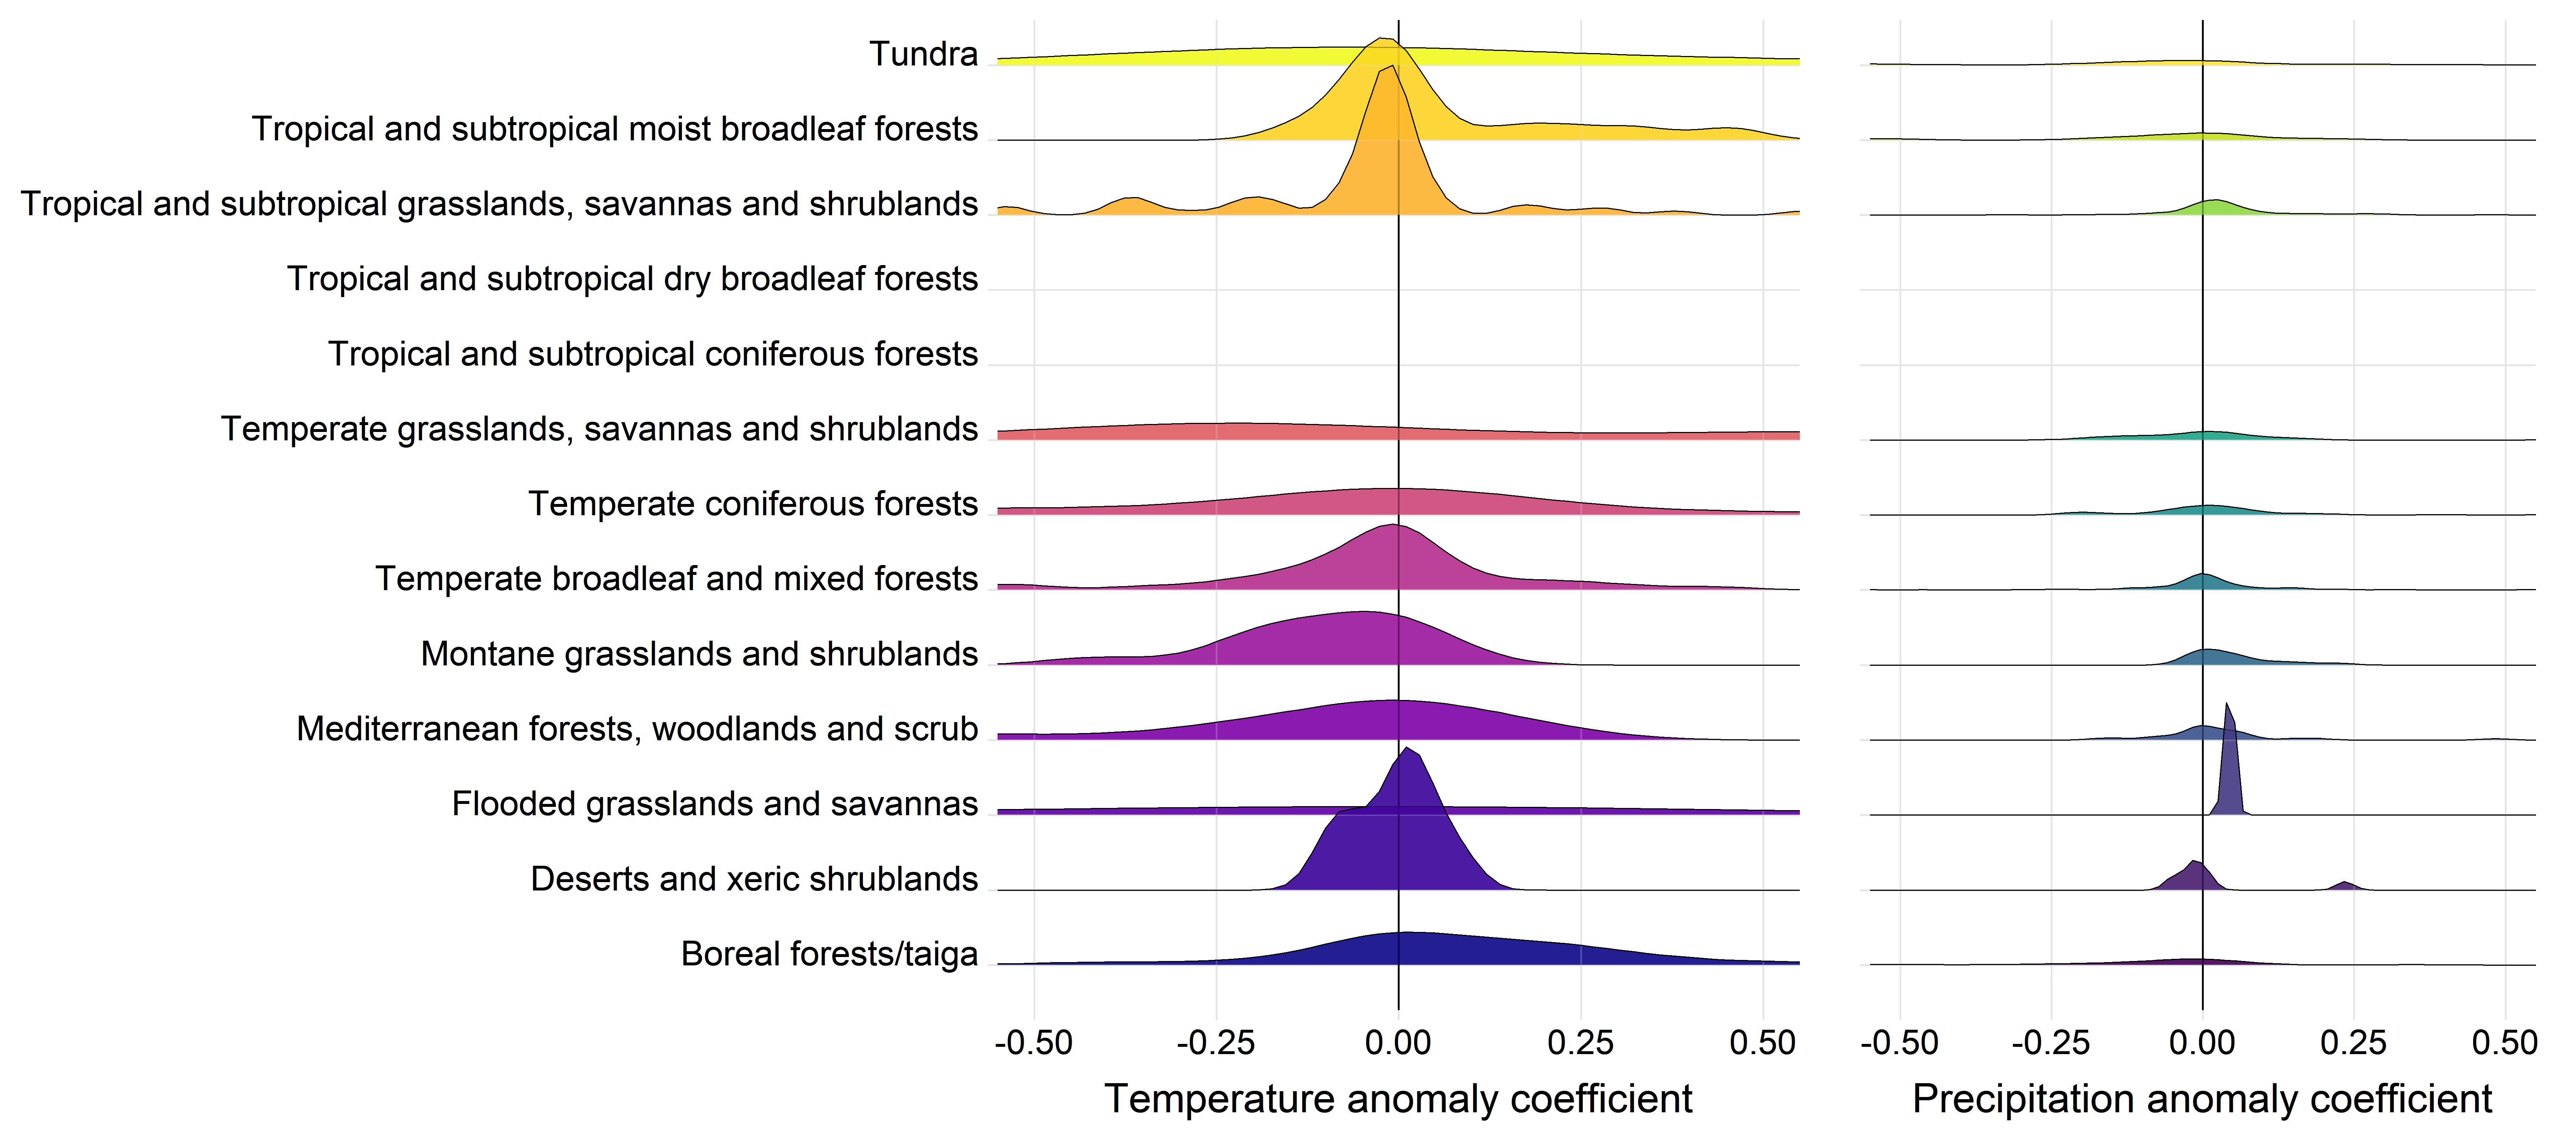 Tundra
Tropical and subtropical moist broadleaf forests
Tropical and subtropical grasslands, savannas and shrublands
Tropical and subtropical dry broadleaf forests
Tropical and subtropical coniferous forests
Temperate grasslands, savannas and shrublands
Temperate coniferous forests
Temperate broadleaf and mixed forests
Montane grasslands and shrublands
Mediterranean forests, woodlands and scrub
Flooded grasslands and savannas
Deserts and xeric shrublands
Boreal forests/taiga
-0.50 -0.25 0.00 0.25 0.50 -0.50 -0.25 0.00 0.25 0.50
Temperature anomaly coefficient Precipitation anomaly coefficient